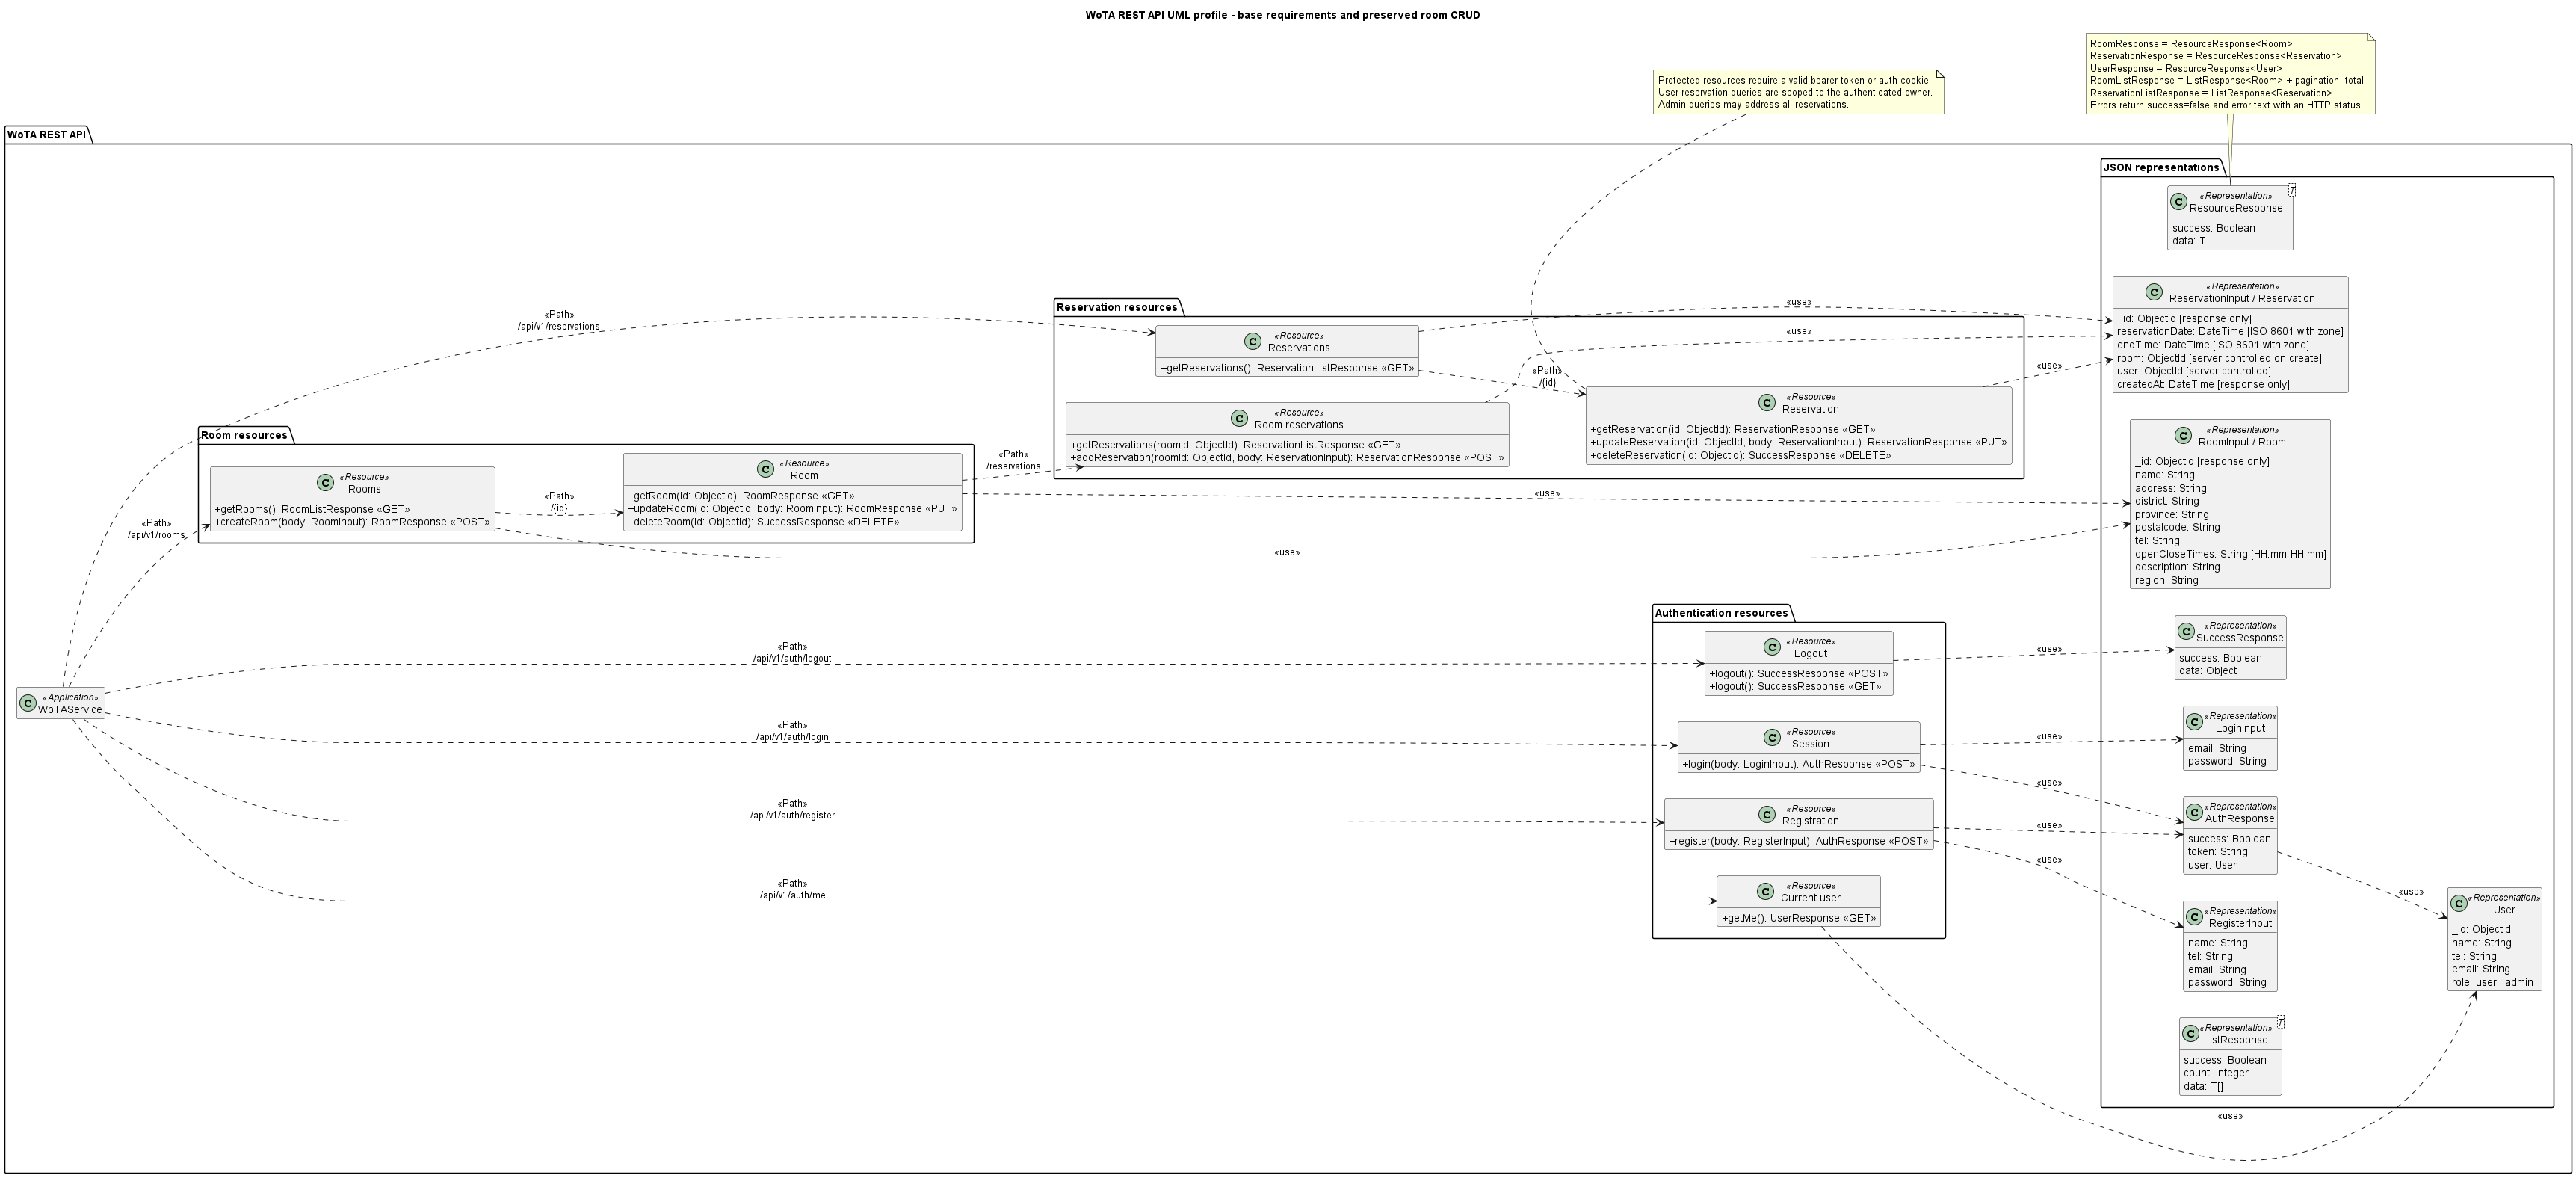 WoTA REST API UML profile - base requirements and preserved room CRUD
RoomResponse = ResourceResponse<Room>
ReservationResponse = ResourceResponse<Reservation>
UserResponse = ResourceResponse<User>
RoomListResponse = ListResponse<Room> + pagination, total
ReservationListResponse = ListResponse<Reservation>
Errors return success=false and error text with an HTTP status.
Protected resources require a valid bearer token or auth cookie.
User reservation queries are scoped to the authenticated owner.
Admin queries may address all reservations.
WoTA REST API
JSON representations
«Representation»
ResourceResponse
T
success: Boolean
data: T
«Representation»
ReservationInput / Reservation
_id: ObjectId [response only]
reservationDate: DateTime [ISO 8601 with zone]
endTime: DateTime [ISO 8601 with zone]
room: ObjectId [server controlled on create]
user: ObjectId [server controlled]
createdAt: DateTime [response only]
«Path»
/api/v1/reservations
Reservation resources
«Resource»
Reservations
+getReservations(): ReservationListResponse «GET»
«use»
«use»
«Path»
/{id}
«use»
«Resource»
Reservation
+getReservation(id: ObjectId): ReservationResponse «GET»
+updateReservation(id: ObjectId, body: ReservationInput): ReservationResponse «PUT»
+deleteReservation(id: ObjectId): SuccessResponse «DELETE»
«Resource»
Room reservations
+getReservations(roomId: ObjectId): ReservationListResponse «GET»
+addReservation(roomId: ObjectId, body: ReservationInput): ReservationResponse «POST»
Room resources
«Resource»
Rooms
+getRooms(): RoomListResponse «GET»
+createRoom(body: RoomInput): RoomResponse «POST»
«Path»
/{id}
«Resource»
Room
+getRoom(id: ObjectId): RoomResponse «GET»
+updateRoom(id: ObjectId, body: RoomInput): RoomResponse «PUT»
+deleteRoom(id: ObjectId): SuccessResponse «DELETE»
«Path»
/reservations
«use»
«Path»
/api/v1/rooms
«use»
«Representation»
RoomInput / Room
_id: ObjectId [response only]
name: String
address: String
district: String
province: String
postalcode: String
tel: String
openCloseTimes: String [HH:mm-HH:mm]
description: String
region: String
Authentication resources
«Path»
/api/v1/auth/logout
«Resource»
Logout
+logout(): SuccessResponse «POST»
+logout(): SuccessResponse «GET»
«use»
«Representation»
SuccessResponse
success: Boolean
data: Object
«Application»
WoTAService
«Path»
/api/v1/auth/login
«Resource»
Session
+login(body: LoginInput): AuthResponse «POST»
«use»
«Representation»
LoginInput
email: String
password: String
«use»
«Path»
/api/v1/auth/register
«Resource»
Registration
+register(body: RegisterInput): AuthResponse «POST»
«use»
«use»
«Representation»
AuthResponse
success: Boolean
token: String
user: User
«Path»
/api/v1/auth/me
«Resource»
Current user
+getMe(): UserResponse «GET»
«use»
«Representation»
User
_id: ObjectId
name: String
tel: String
email: String
role: user | admin
«Representation»
RegisterInput
name: String
tel: String
email: String
password: String
«Representation»
ListResponse
T
success: Boolean
count: Integer
data: T[]
«use»